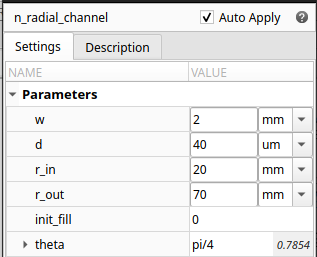 n_radial_channel Auto Apply ?
Settings Description
NAME VALUE
Parameters
w 2 mm
d 40 um
r_in 20 mm
r_out 70 mm
init_fill 0
theta pi/4 0.7854